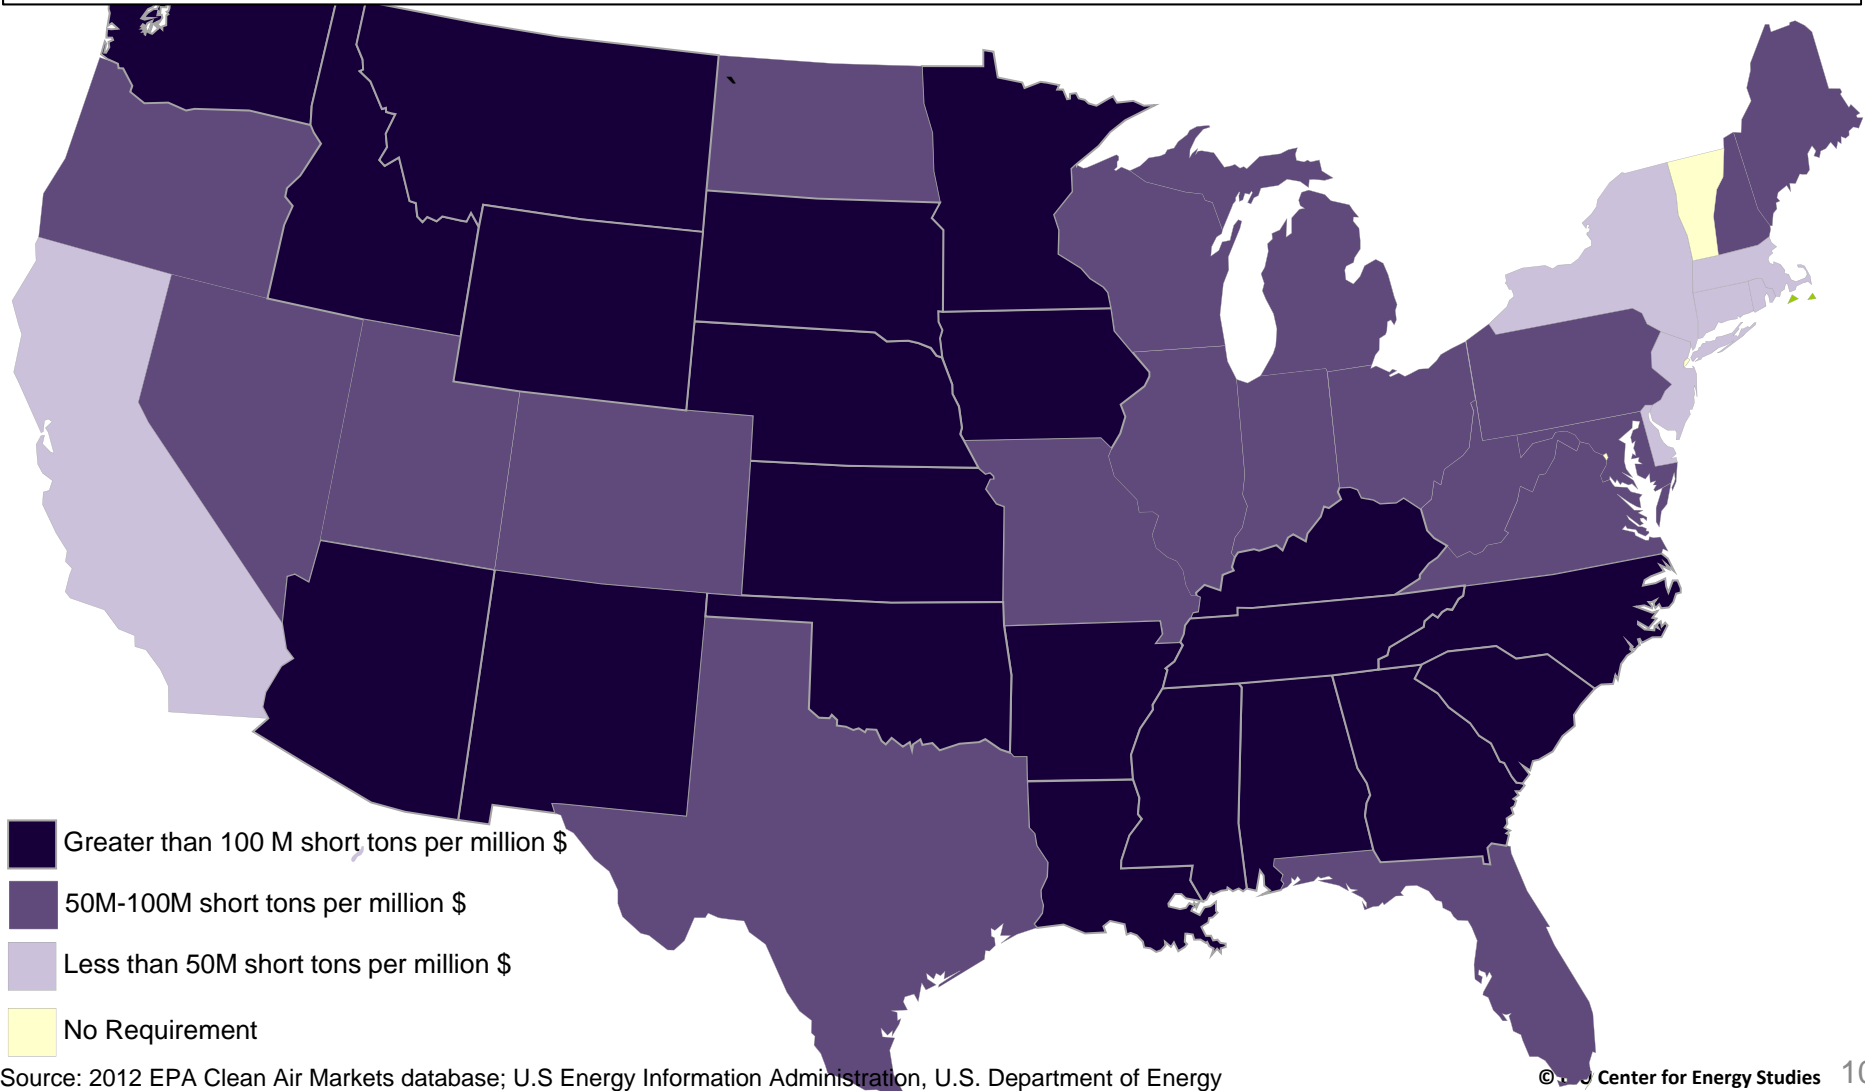 Greater than 100 M short tons per million $
50M-100M short tons per million $
Less than 50M short tons per million $
No Requirement
Source: 2012 EPA Clean Air Markets database; U.S Energy Information Administration, U.S. Department of Energy
© Center for Energy Studies